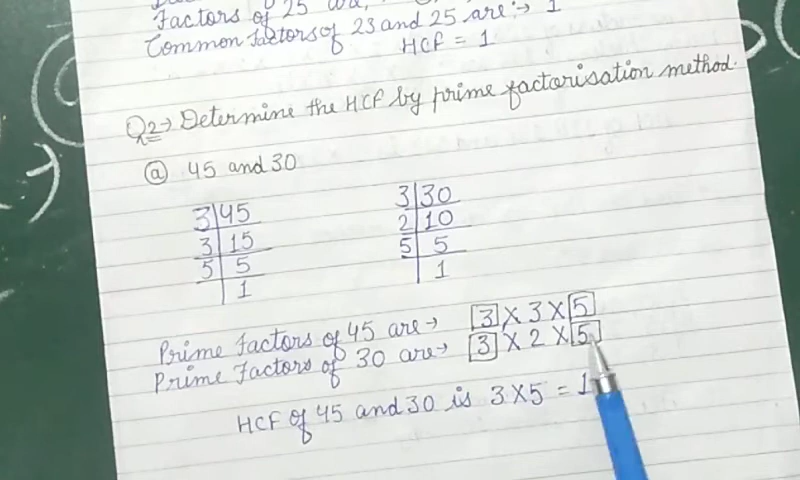 Factors of 25 are, 1
Common factors of 23 and 25 are :→ 1
HCF = 1
Q2→ Determine the HCF by prime factorisation method.
(a) 45 and 30
3 | 45
3 | 15
5 | 5
1
3 | 30
2 | 10
5 | 5
1
Prime factors of 45 are→ 3 X 3 X 5
Prime factors of 30 are→ 3 X 2 X 5
HCF of 45 and 30 is 3 X 5 = 1